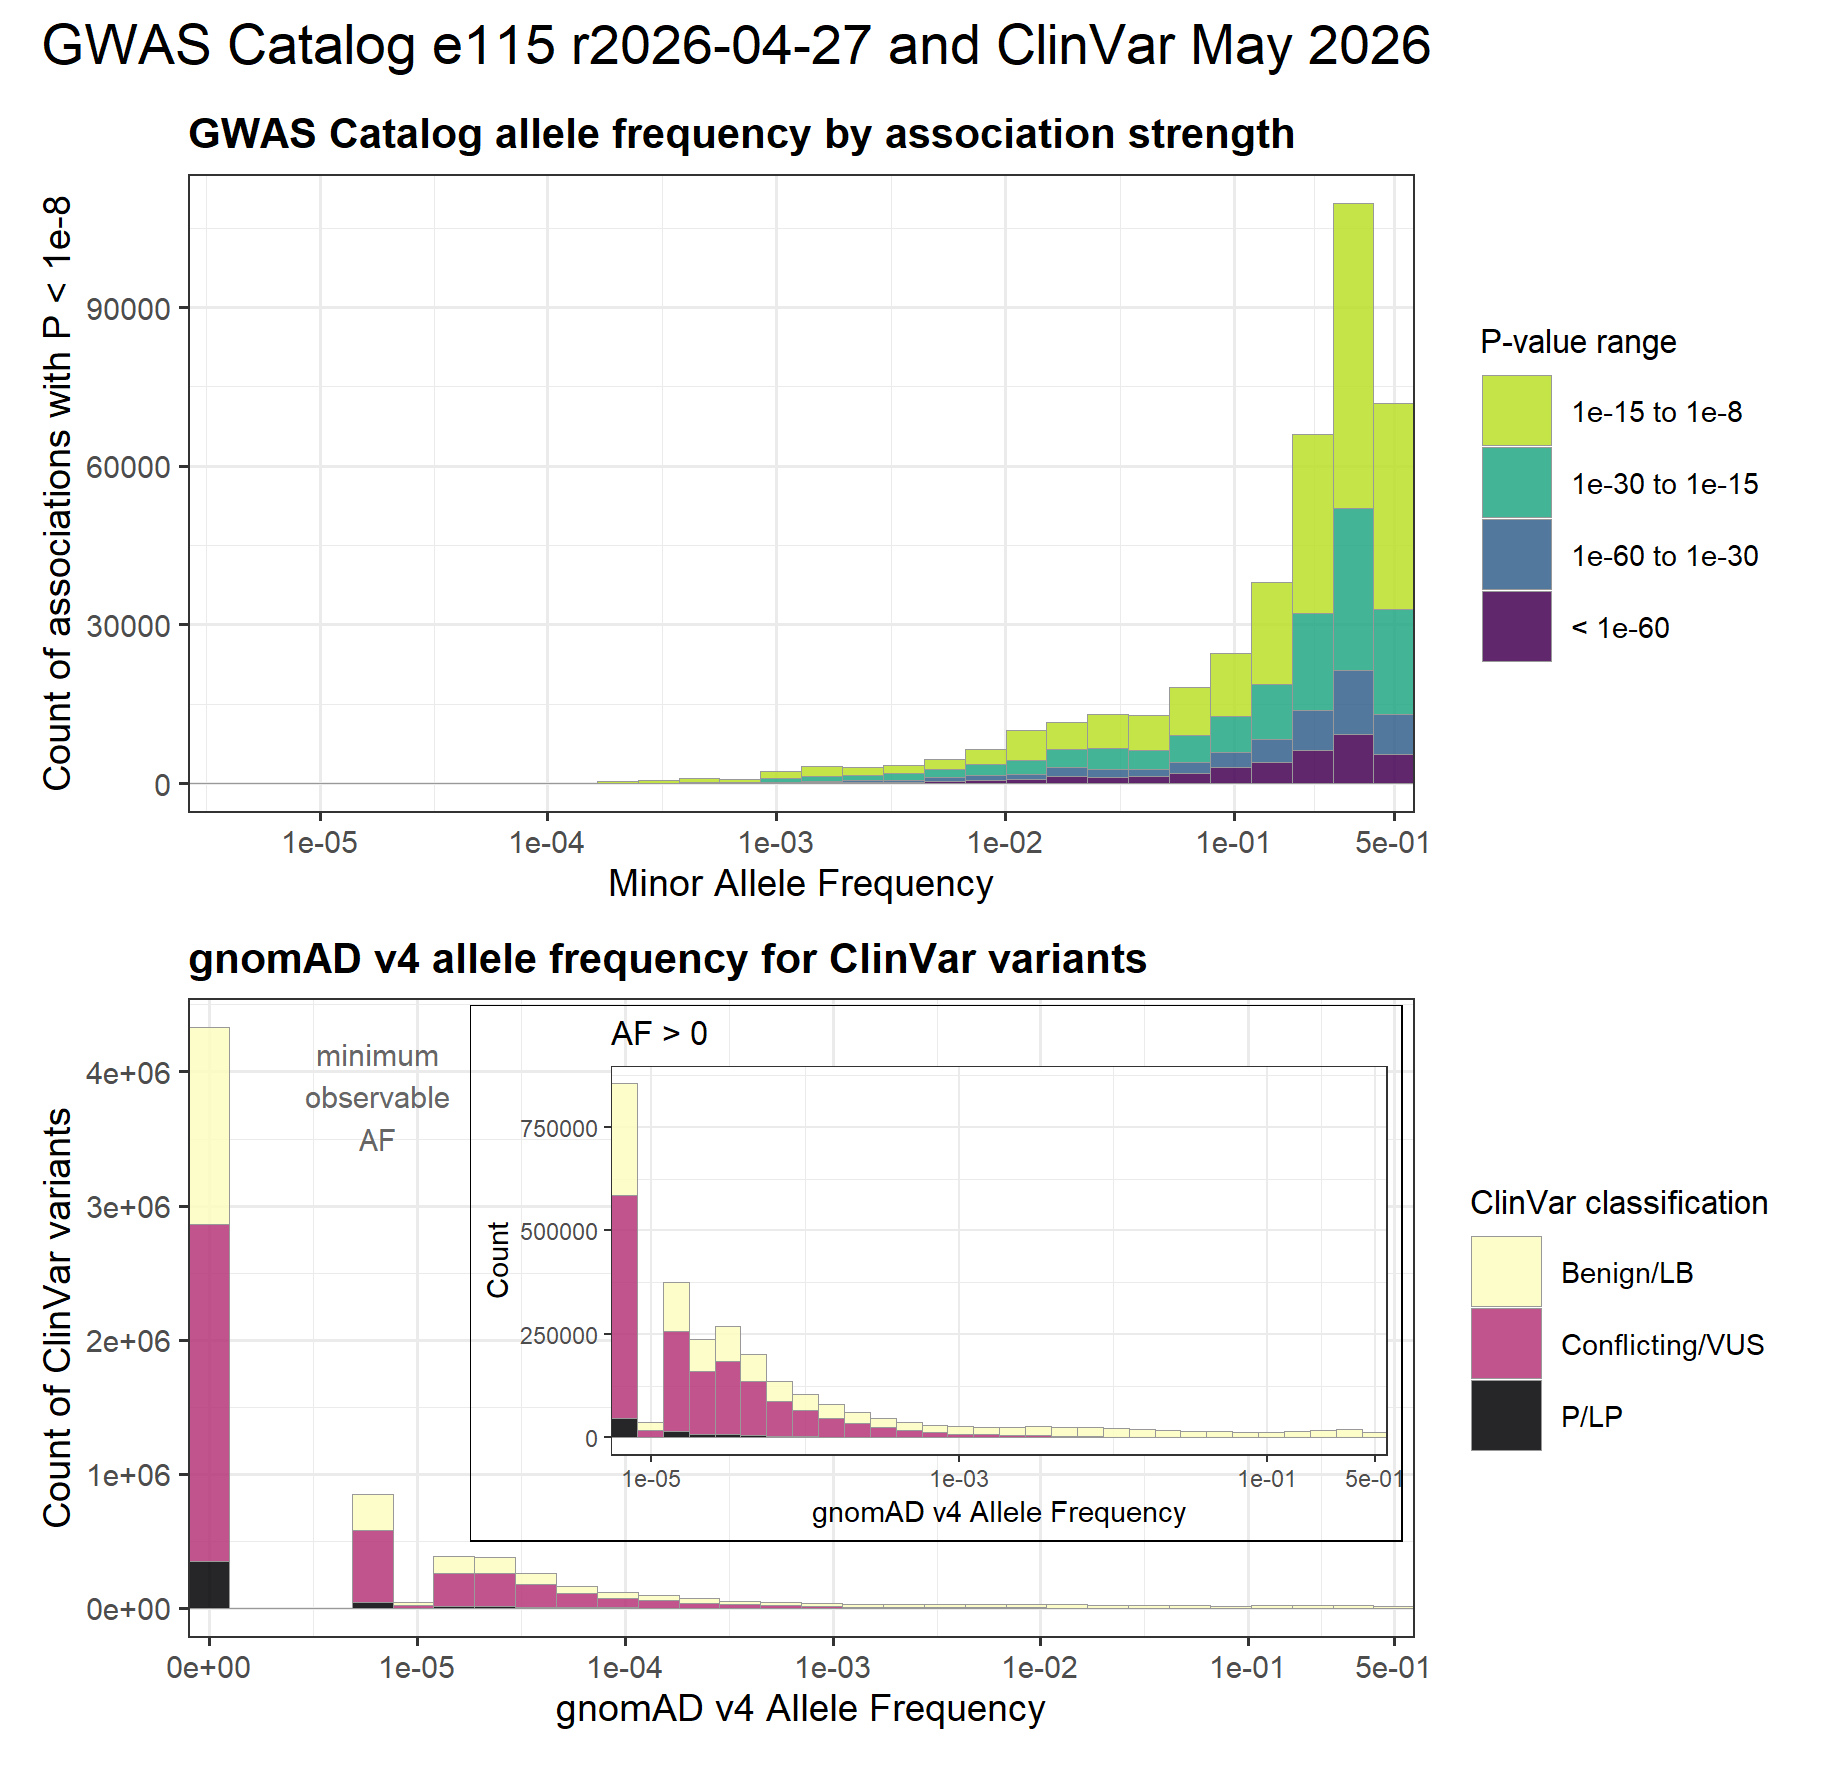 GWAS Catalog e115 r2026-04-27 and ClinVar May 2026
GWAS Catalog allele frequency by association strength
Count of associations with P < 1e-8
90000
60000
30000
0
1e-05
1e-04
1e-03
1e-02
1e-01
5e-01
Minor Allele Frequency
P-value range
1e-15 to 1e-8
1e-30 to 1e-15
1e-60 to 1e-30
< 1e-60
gnomAD v4 allele frequency for ClinVar variants
Count of ClinVar variants
4e+06
3e+06
2e+06
1e+06
0e+00
minimum
observable
AF
AF > 0
Count
750000
500000
250000
0
1e-05
1e-03
1e-01
5e-01
gnomAD v4 Allele Frequency
0e+00
1e-05
1e-04
1e-03
1e-02
1e-01
5e-01
gnomAD v4 Allele Frequency
ClinVar classification
Benign/LB
Conflicting/VUS
P/LP